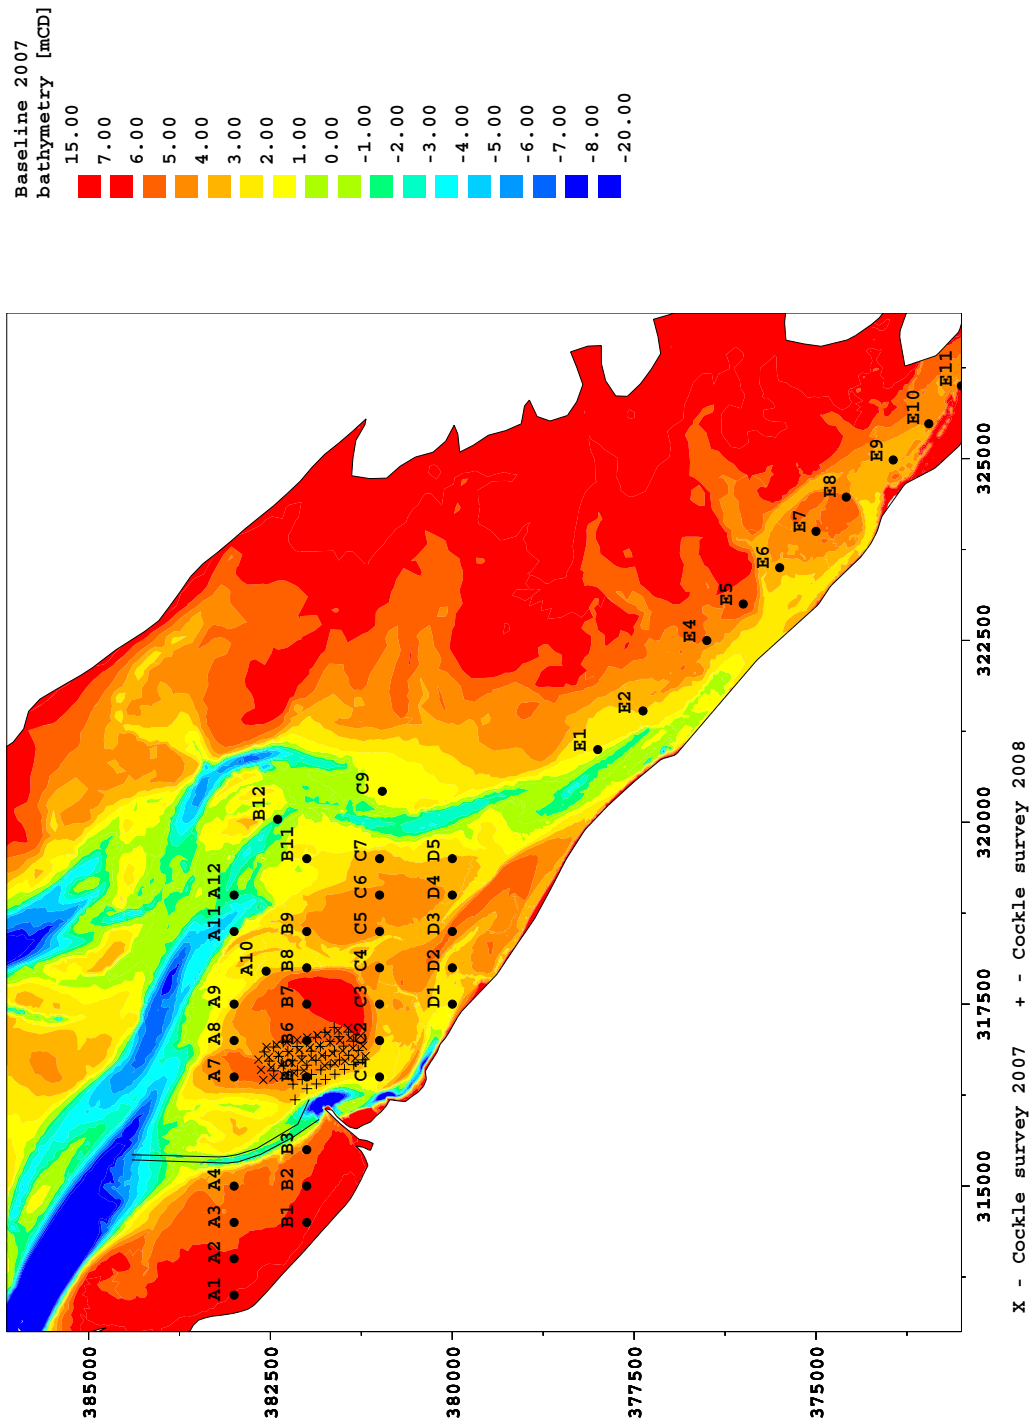 Baseline 2007
bathymetry [mCD]
15.00
7.00
6.00
5.00
4.00
3.00
2.00
1.00
0.00
-1.00
-2.00
-3.00
-4.00
-5.00
-6.00
-7.00
-8.00
-20.00
385000
382500
380000
377500
375000
A1 A2 A3 A4 A7 A8 A9 A11 A12
A10
B12
B1 B2 B3 B5 B6 B7 B8 B9 B11
C1 C2 C3 C4 C5 C6 C7 C9
D1 D2 D3 D4 D5
E1
E2
E4
E5
E6
E7
E8
E9
E10
E11
315000 317500 320000 322500 325000
X - Cockle survey 2007 + - Cockle survey 2008